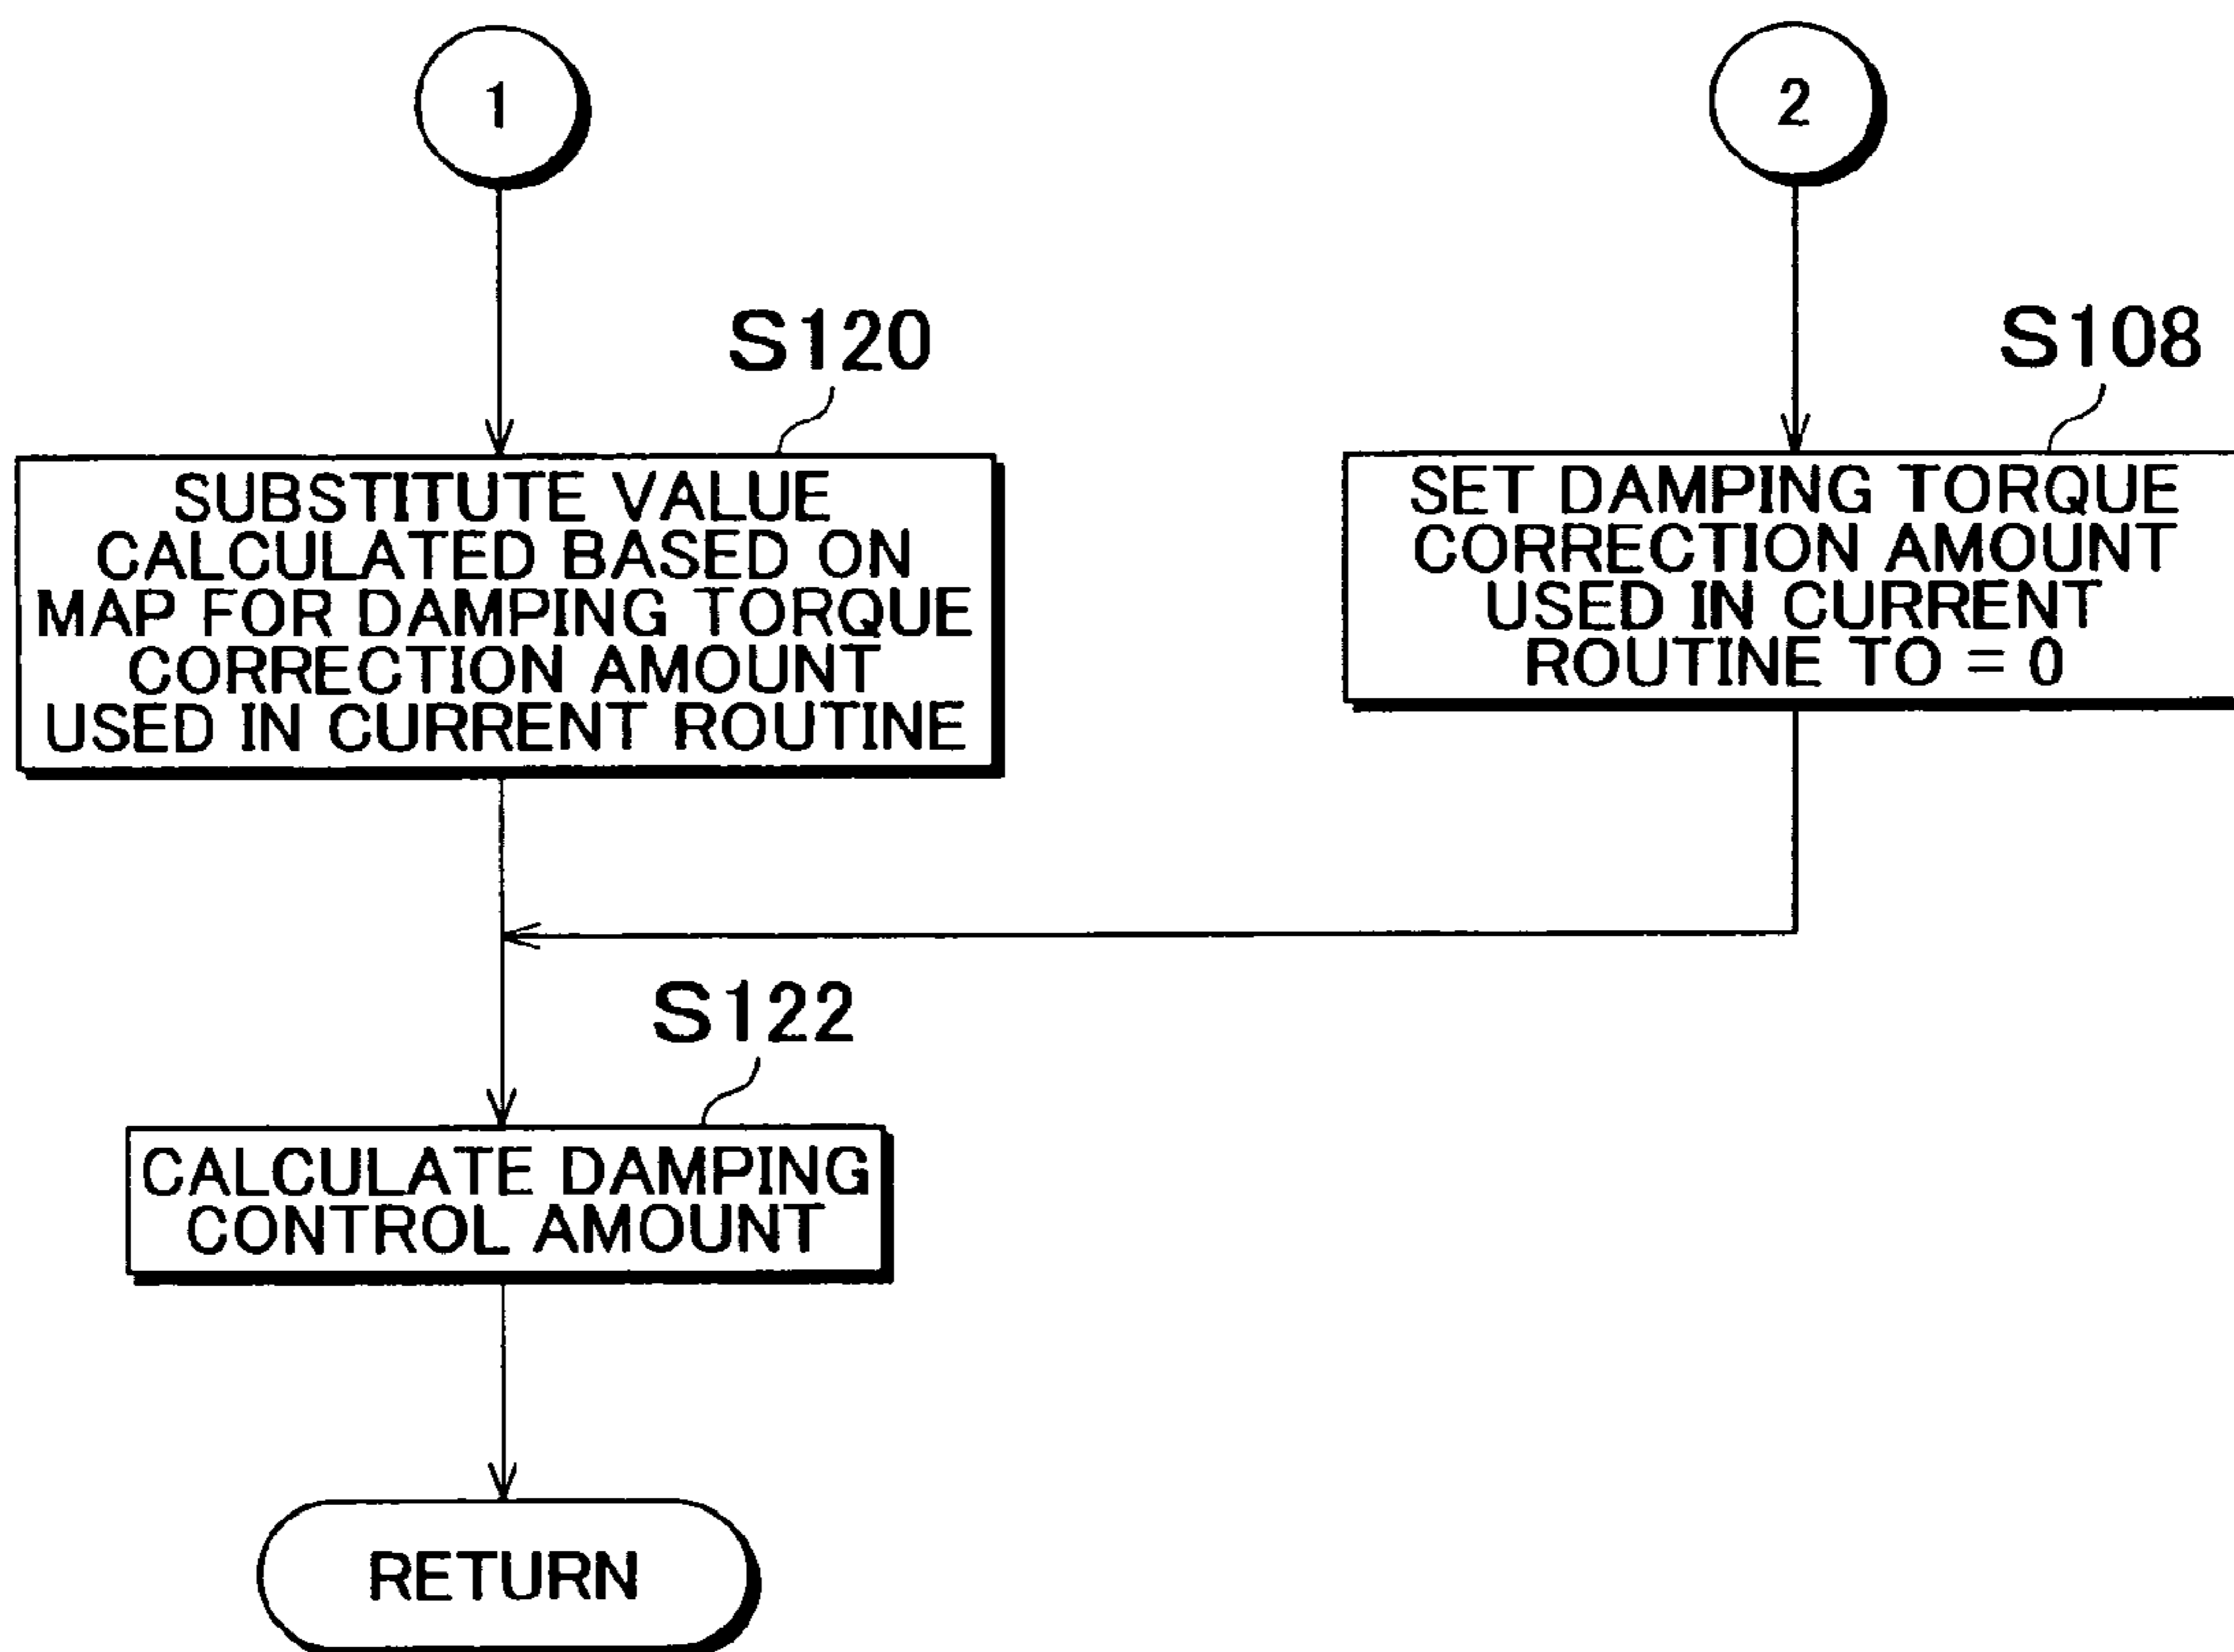 1
2
S120
S108
SUBSTITUTE VALUE
CALCULATED BASED ON
MAP FOR DAMPING TORQUE
CORRECTION AMOUNT
USED IN CURRENT ROUTINE
SET DAMPING TORQUE
CORRECTION AMOUNT
USED IN CURRENT
ROUTINE TO = 0
S122
CALCULATE DAMPING
CONTROL AMOUNT
RETURN